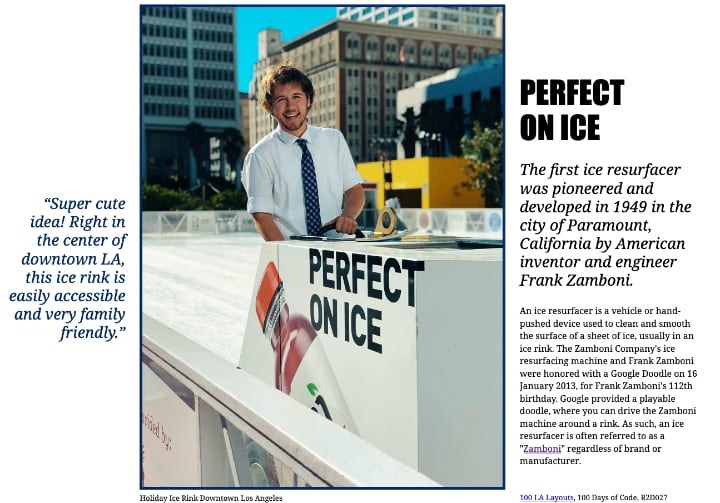 “Super cute
idea! Right in
the center of
downtown LA,
this ice rink is
easily accessible
and very family
friendly.”
PERFECT
ON ICE
Holiday Ice Rink Downtown Los Angeles
PERFECT
ON ICE
The first ice resurfacer
was pioneered and
developed in 1949 in the
city of Paramount,
California by American
inventor and engineer
Frank Zamboni.
An ice resurfacer is a vehicle or hand-
pushed device used to clean and smooth
the surface of a sheet of ice, usually in an
ice rink. The Zamboni Company's ice
resurfacing machine and Frank Zamboni
were honored with a Google Doodle on 16
January 2013, for Frank Zamboni's 112th
birthday. Google provided a playable
doodle, where you can drive the Zamboni
machine around a rink. As such, an ice
resurfacer is often referred to as a
"Zamboni" regardless of brand or
manufacturer.
100 LA Layouts, 100 Days of Code, R2D027